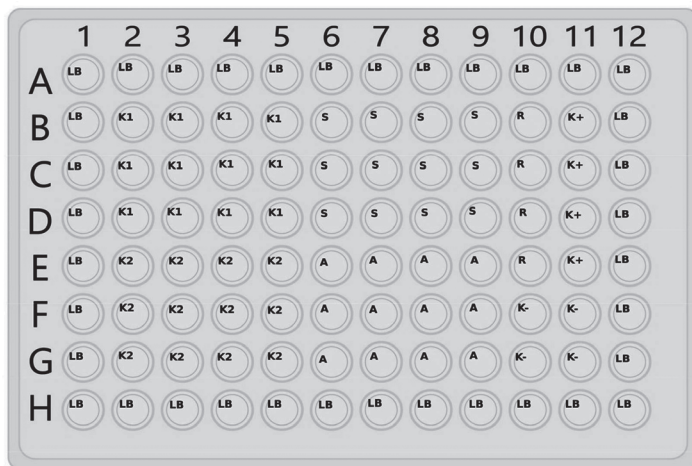 1 2 3 4 5 6 7 8 9 10 11 12
A LB LB LB LB LB LB LB LB LB LB LB LB
B LB K1 K1 K1 K1 S S S S R K+ LB
C LB K1 K1 K1 K1 S S S S R K+ LB
D LB K1 K1 K1 K1 S S S S R K+ LB
E LB K2 K2 K2 K2 A A A A R K+ LB
F LB K2 K2 K2 K2 A A A A K- K- LB
G LB K2 K2 K2 K2 A A A A K- K- LB
H LB LB LB LB LB LB LB LB LB LB LB LB